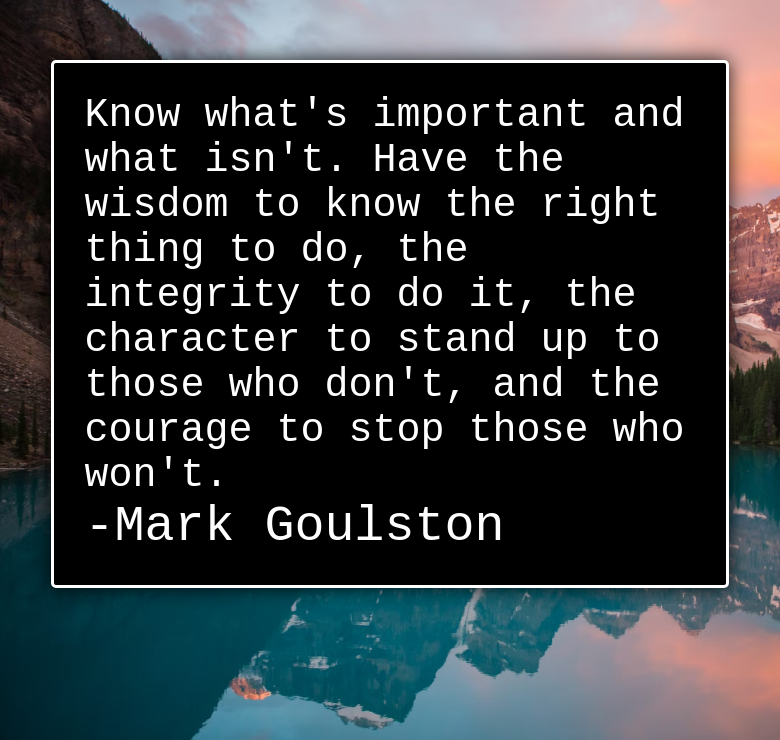 Know what's important and
what isn't. Have the
wisdom to know the right
thing to do, the
integrity to do it, the
character to stand up to
those who don't, and the
courage to stop those who
won't.
-Mark Goulston